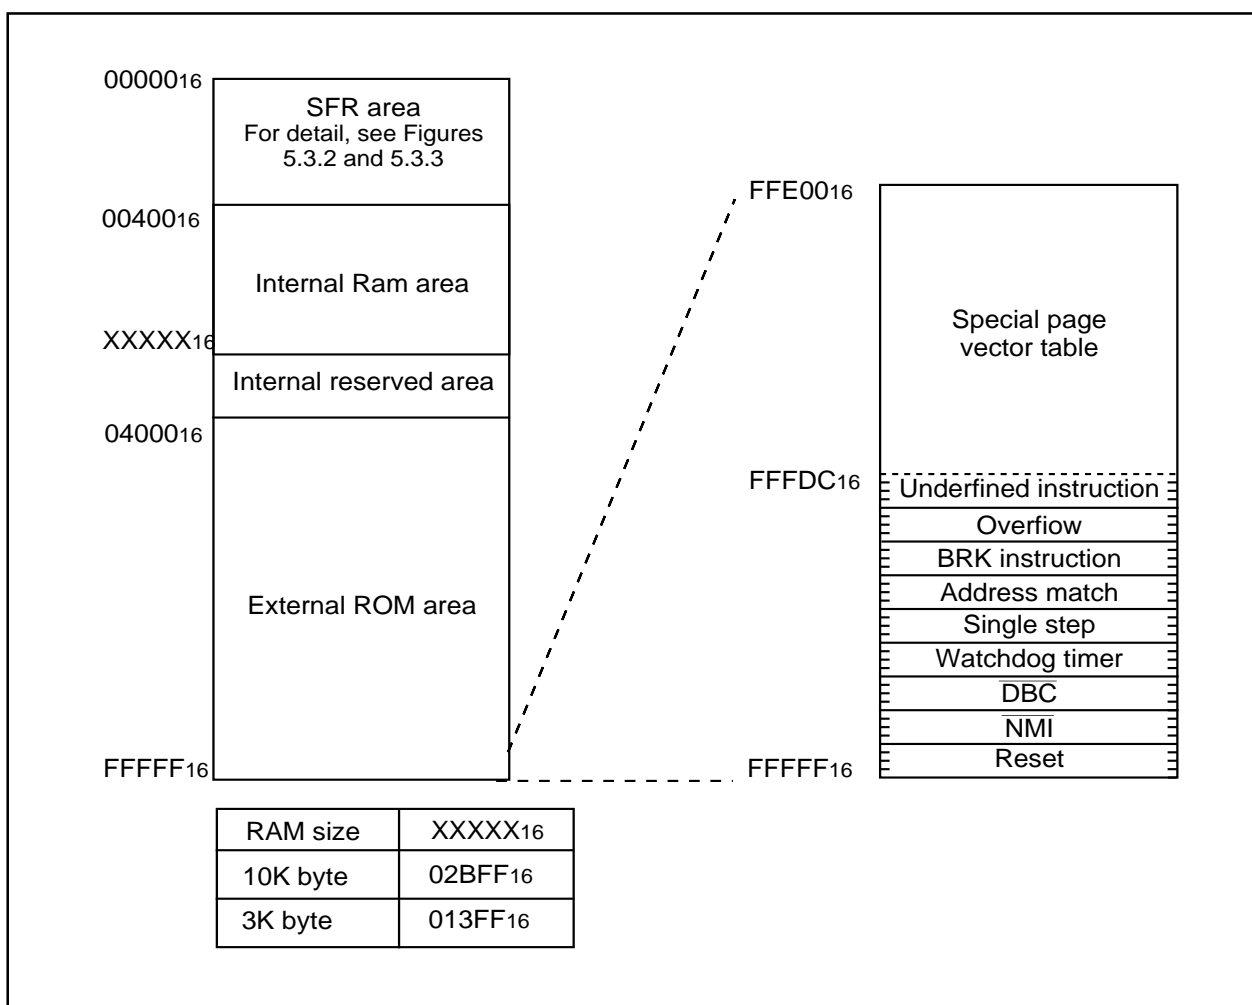 0000016
SFR area
For detail, see Figures
5.3.2 and 5.3.3
0040016
Internal Ram area
XXXXX16
Internal reserved area
0400016
External ROM area
FFFFF16
FFE0016
Special page
vector table
FFFDC16
Underfined instruction
Overfiow
BRK instruction
Address match
Single step
Watchdog timer
DBC
NMI
Reset
FFFFF16
RAM size XXXXX16
10K byte 02BFF16
3K byte 013FF16